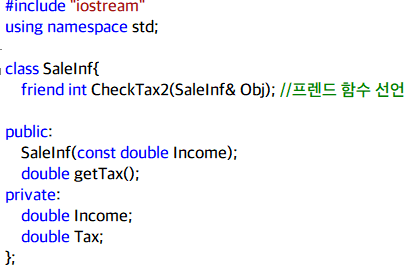 #include "iostream"
using namespace std;
class SaleInf{
friend int CheckTax2(SaleInf& Obj); //프렌드 함수 선언
public:
SaleInf(const double Income);
double getTax();
private:
double Income;
double Tax;
};